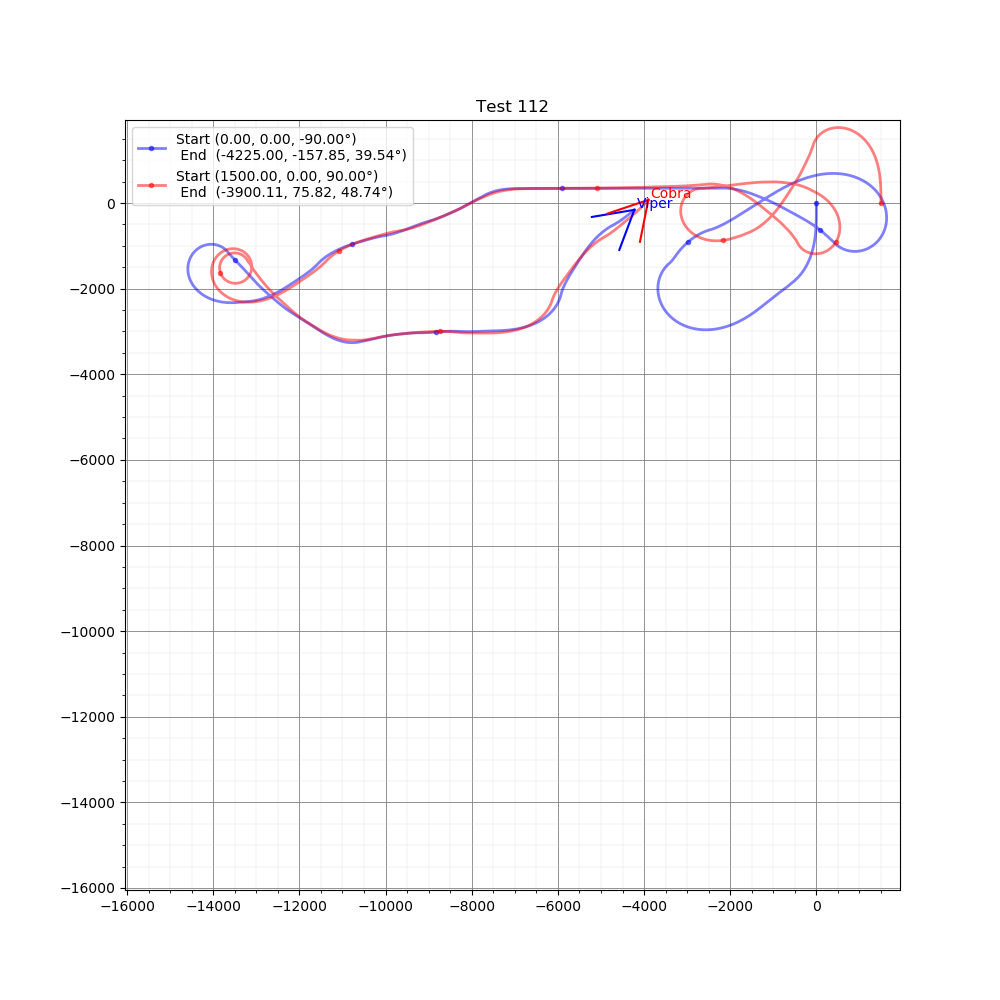 Test 112
Start (0.00, 0.00, -90.00°)
End (-4225.00, -157.85, 39.54°)
Start (1500.00, 0.00, 90.00°)
End (-3900.11, 75.82, 48.74°)
Cobra
Viper
0
−2000
−4000
−6000
−8000
−10000
−12000
−14000
−16000
−16000 −14000 −12000 −10000 −8000 −6000 −4000 −2000 0